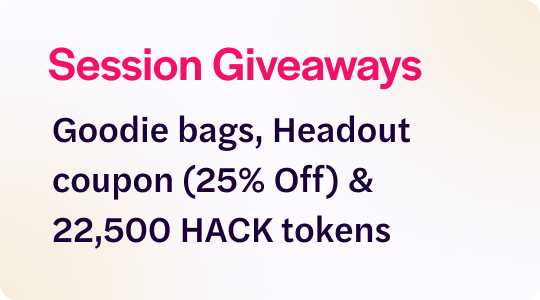 Session Giveaways
Goodie bags, Headout
coupon (25% Off) &
22,500 HACK tokens